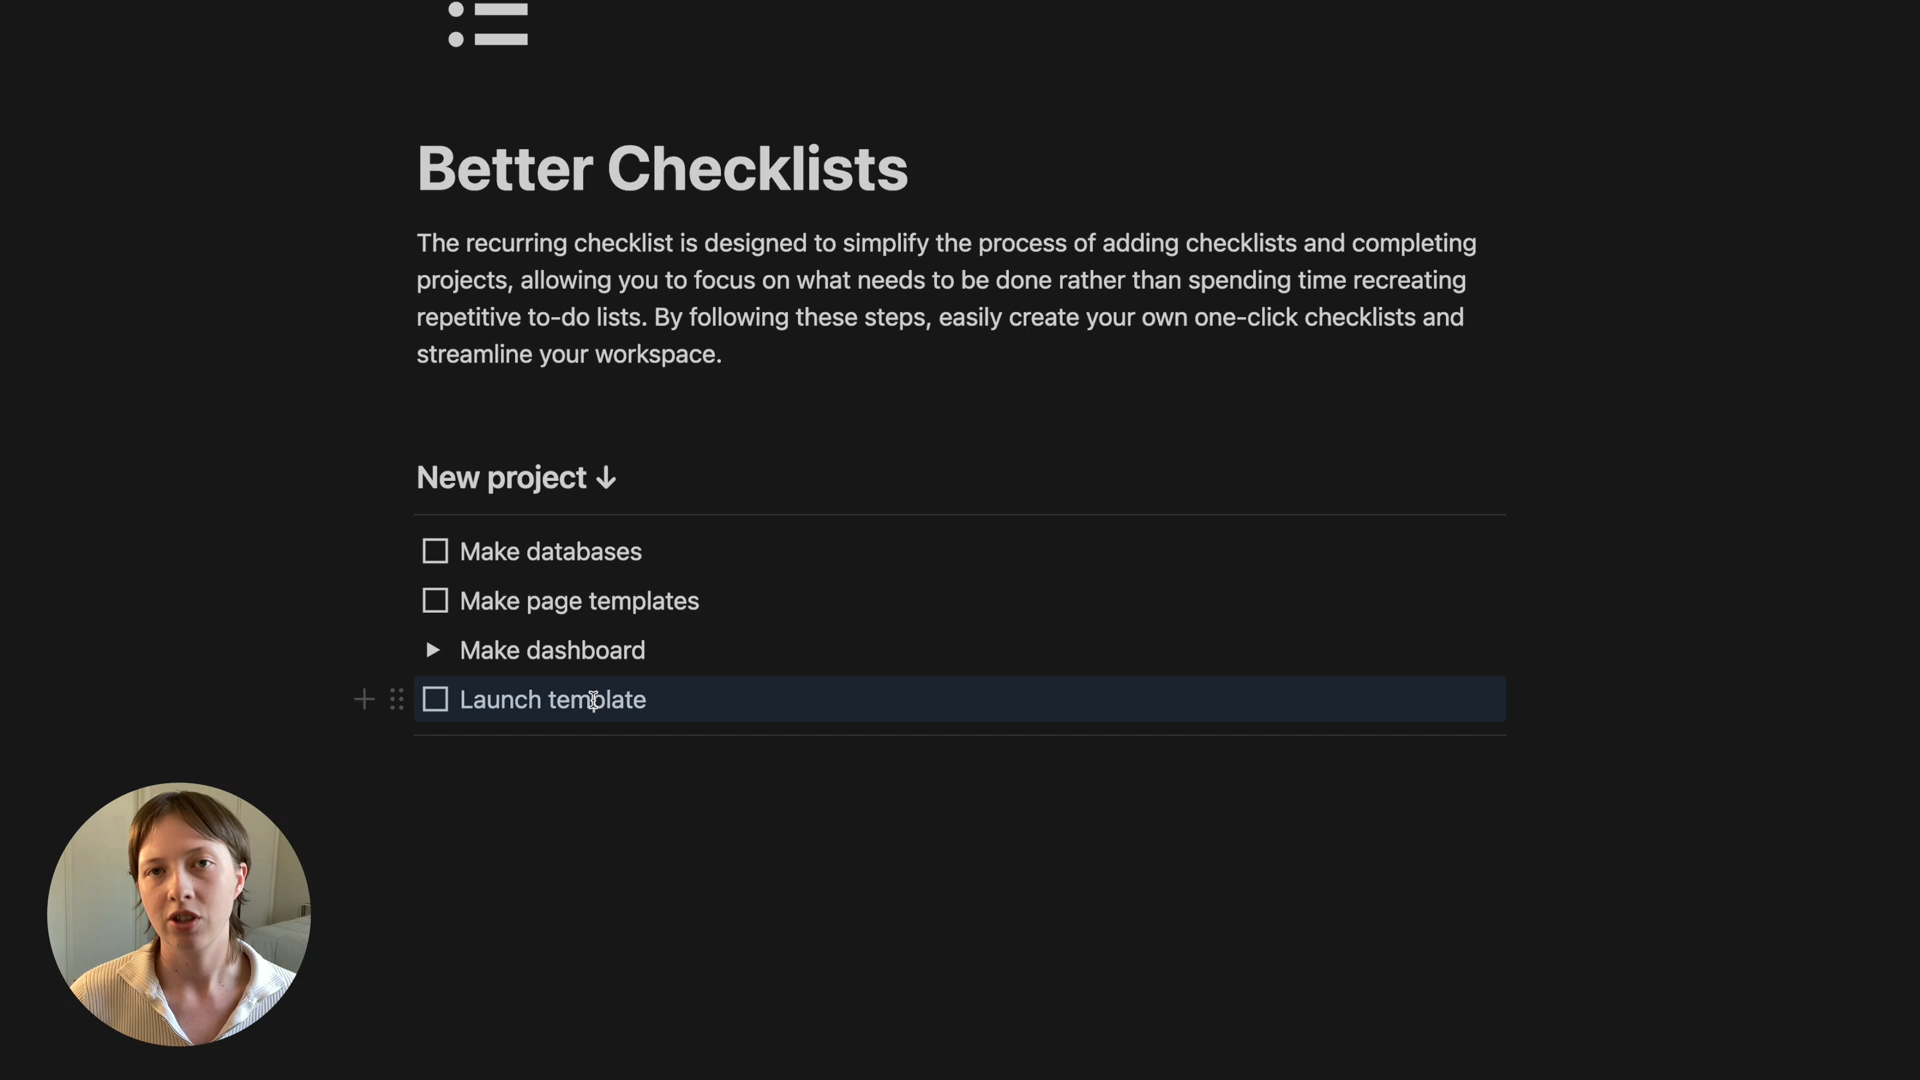 Better Checklists
The recurring checklist is designed to simplify the process of adding checklists and completing
projects, allowing you to focus on what needs to be done rather than spending time recreating
repetitive to-do lists. By following these steps, easily create your own one-click checklists and
streamline your workspace.
New project ↓
Make databases
Make page templates
Make dashboard
Launch template